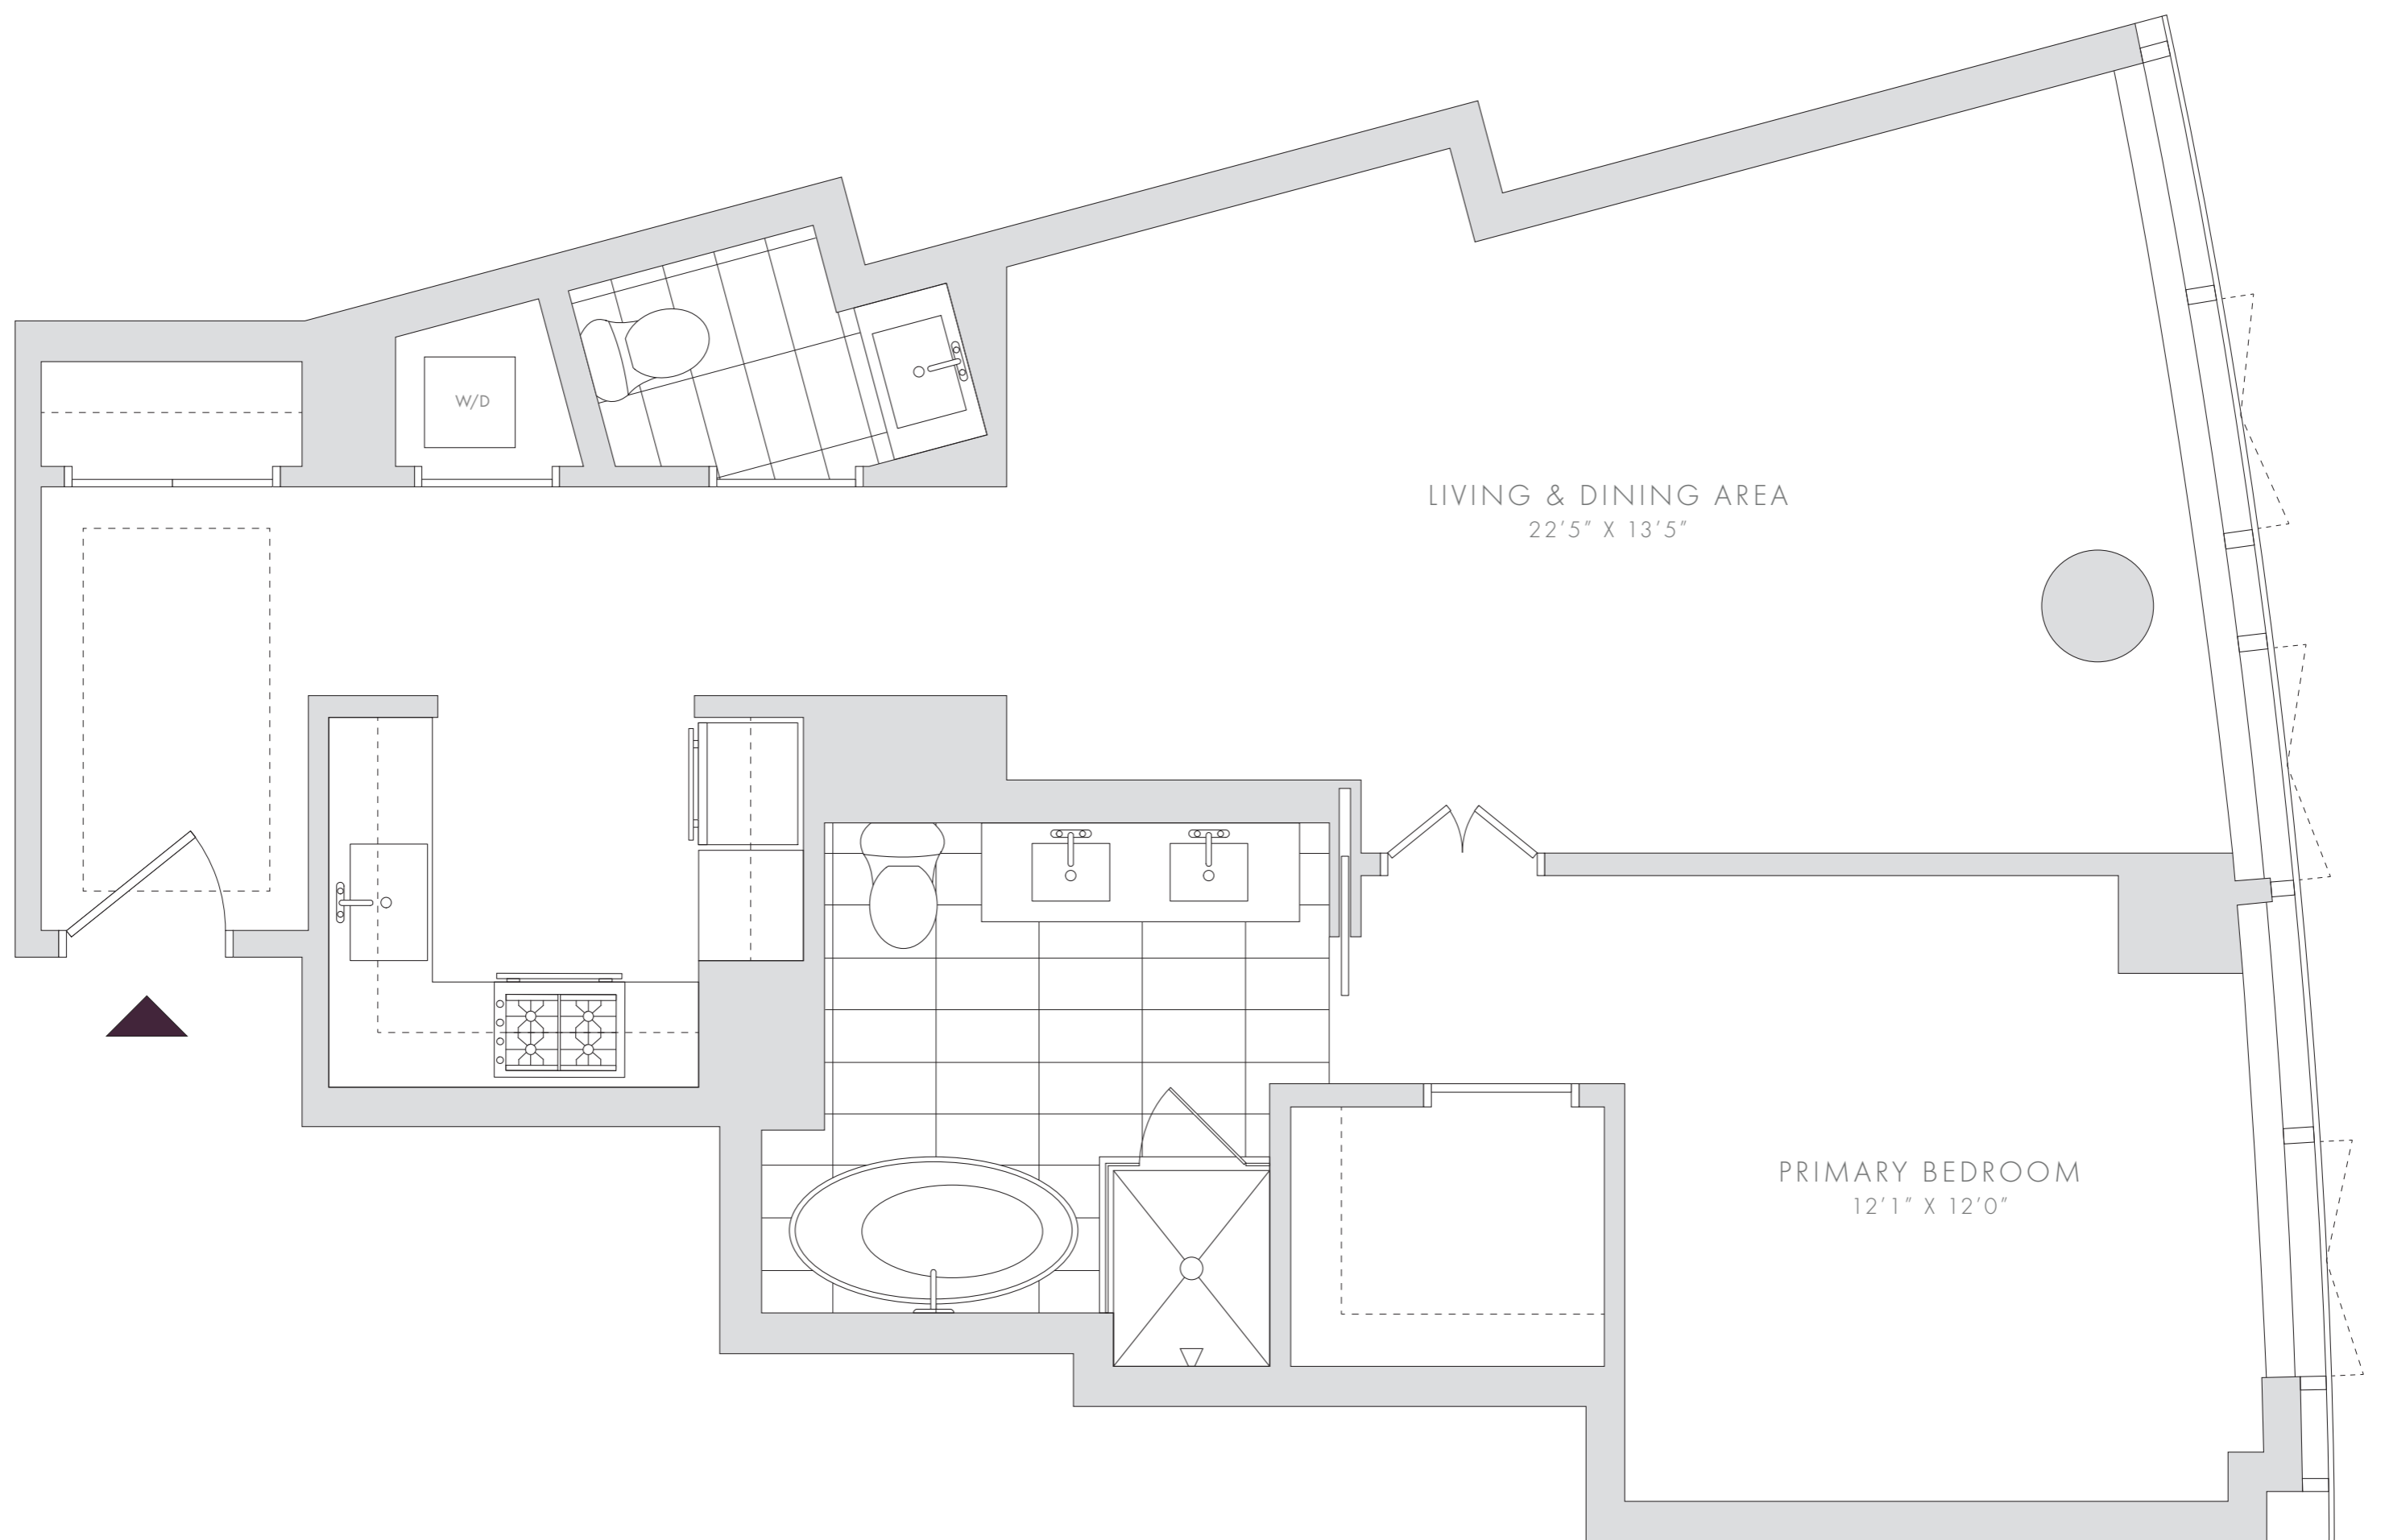 W/D
LIVING & DINING AREA
22'5" X 13'5"
PRIMARY BEDROOM
12'1" X 12'0"